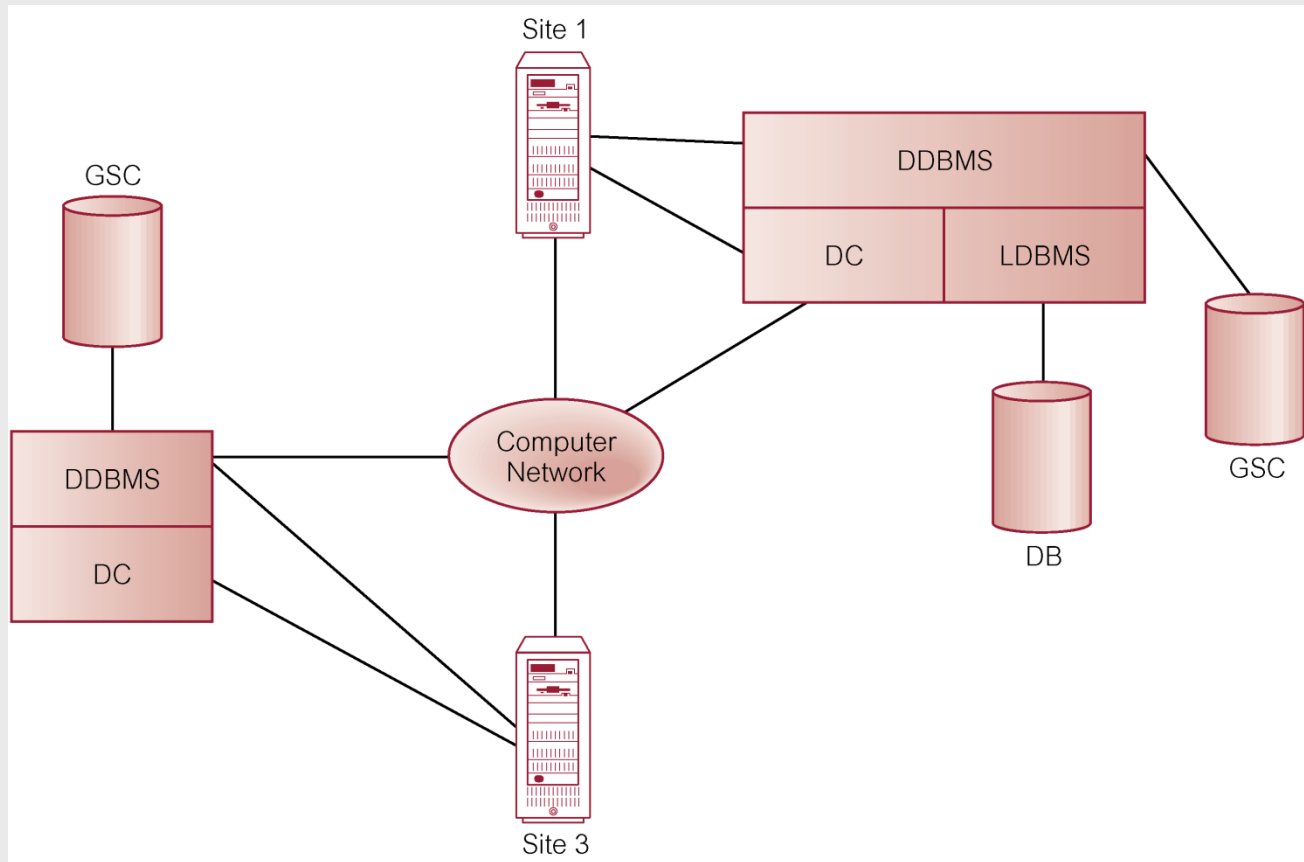 Site 1
GSC
DDBMS
DC
LDBMS
GSC
DB
Computer
Network
DDBMS
DC
Site 3